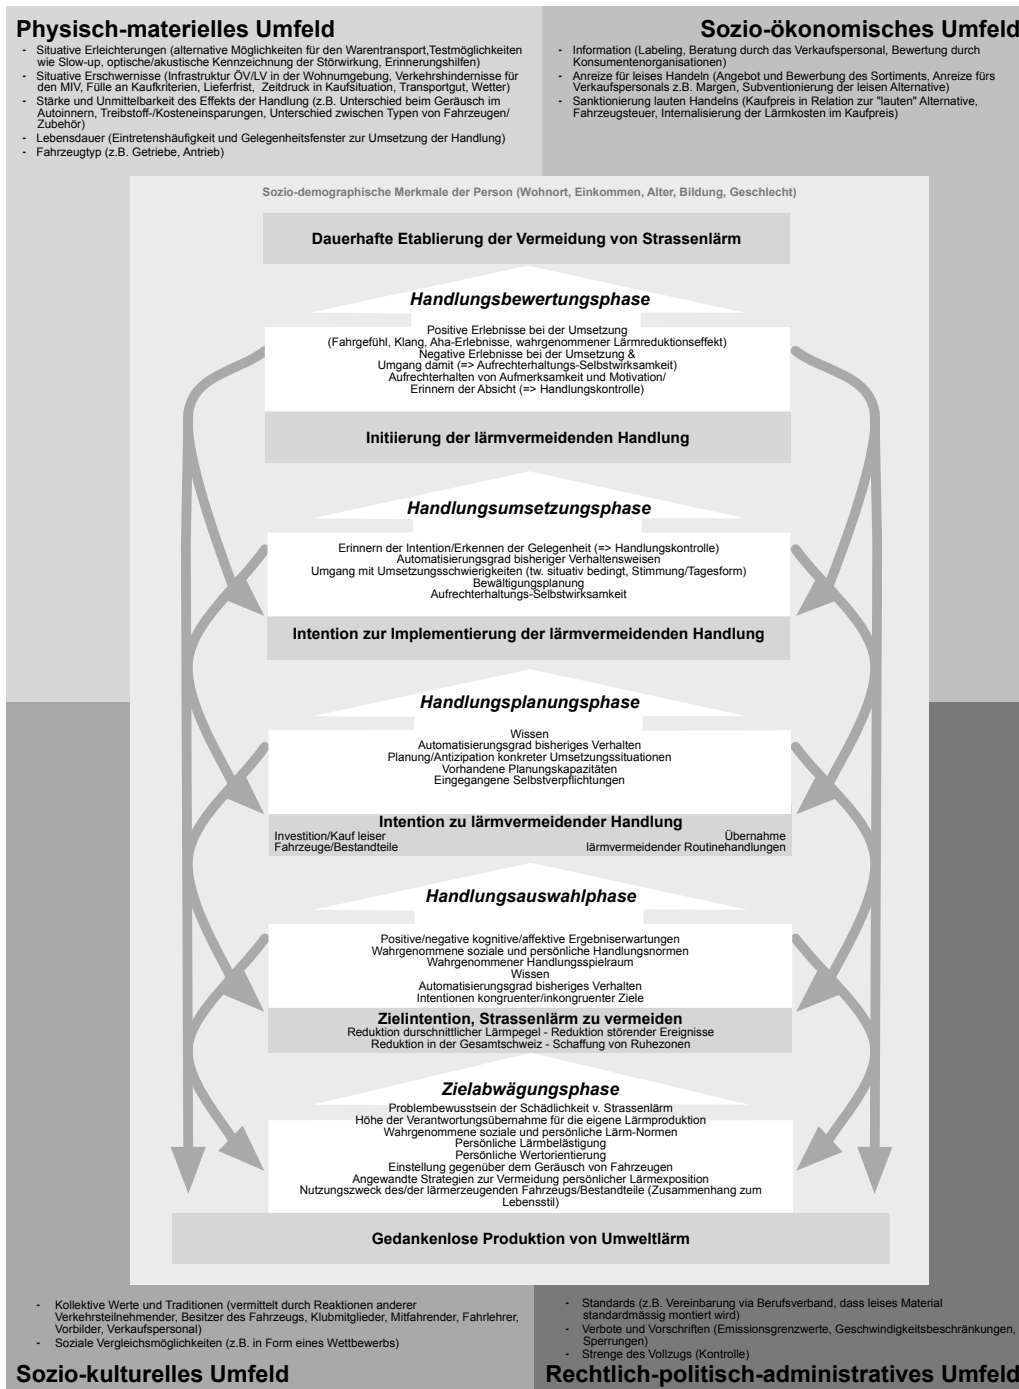 Physisch-materielles Umfeld
- Situative Erleichterungen (alternative Möglichkeiten für den Warentransport,Testmöglichkeiten
wie Slow-up, optische/akustische Kennzeichnung der Störwirkung, Erinnerungshilfen)
- Situative Erschwernisse (Infrastruktur ÖV/LV in der Wohnumgebung, Verkehrshindernisse für
den MIV, Fülle an Kaufkriterien, Lieferfrist, Zeitdruck in Kaufsituation, Transportgut, Wetter)
- Stärke und Unmittelbarkeit des Effekts der Handlung (z.B. Unterschied beim Geräusch im
Autoinnern, Treibstoff-/Kosteneinsparungen, Unterschied zwischen Typen von Fahrzeugen/
Zubehör)
- Lebensdauer (Eintretenshäufigkeit und Gelegenheitsfenster zur Umsetzung der Handlung)
- Fahrzeugtyp (z.B. Getriebe, Antrieb)
Sozio-ökonomisches Umfeld
- Information (Labeling, Beratung durch das Verkaufspersonal, Bewertung durch
Konsumentenorganisationen)
- Anreize für leises Handeln (Angebot und Bewerbung des Sortiments, Anreize fürs
Verkaufspersonals z.B. Margen, Subventionierung der leisen Alternative)
- Sanktionierung lauten Handelns (Kaufpreis in Relation zur "lauten" Alternative,
Fahrzeugsteuer, Internalisierung der Lärmkosten im Kaufpreis)
Sozio-demographische Merkmale der Person (Wohnort, Einkommen, Alter, Bildung, Geschlecht)
Dauerhafte Etablierung der Vermeidung von Strassenlärm
Handlungsbewertungsphase
Positive Erlebnisse bei der Umsetzung
(Fahrgefühl, Klang, Aha-Erlebnisse, wahrgenommener Lärmreduktionseffekt)
Negative Erlebnisse bei der Umsetzung &
Umgang damit (=> Aufrechterhaltungs-Selbstwirksamkeit)
Aufrechterhalten von Aufmerksamkeit und Motivation/
Erinnern der Absicht (=> Handlungskontrolle)
Initiierung der lärmvermeidenden Handlung
Handlungsumsetzungsphase
Erinnern der Intention/Erkennen der Gelegenheit (=> Handlungskontrolle)
Automatisierungsgrad bisheriger Verhaltensweisen
Umgang mit Umsetzungsschwierigkeiten (tw. situativ bedingt, Stimmung/Tagesform)
Bewältigungsplanung
Aufrechterhaltungs-Selbstwirksamkeit
Intention zur Implementierung der lärmvermeidenden Handlung
Handlungsplanungsphase
Wissen
Automatisierungsgrad bisheriges Verhalten
Planung/Antizipation konkreter Umsetzungssituationen
Vorhandene Planungskapazitäten
Eingegangene Selbstverpflichtungen
Intention zu lärmvermeidender Handlung
Investition/Kauf leiser
Fahrzeuge/Bestandteile
Übernahme
lärmvermeidender Routinehandlungen
Handlungsauswahlphase
Positive/negative kognitive/affektive Ergebniserwartungen
Wahrgenommene soziale und persönliche Handlungsnormen
Wahrgenommener Handlungsspielraum
Wissen
Automatisierungsgrad bisheriges Verhalten
Intentionen kongruenter/inkongruenter Ziele
Zielintention, Strassenlärm zu vermeiden
Reduktion durschnittlicher Lärmpegel - Reduktion störender Ereignisse
Reduktion in der Gesamtschweiz - Schaffung von Ruhezonen
Zielabwägungsphase
Problembewusstsein der Schädlichkeit v. Strassenlärm
Höhe der Verantwortungsübernahme für die eigene Lärmproduktion
Wahrgenommene soziale und persönliche Lärm-Normen
Persönliche Lärmbelästigung
Persönliche Wertorientierung
Einstellung gegenüber dem Geräusch von Fahrzeugen
Angewandte Strategien zur Vermeidung persönlicher Lärmexposition
Nutzungszweck des/der lärmerzeugenden Fahrzeugs/Bestandteile (Zusammenhang zum
Lebensstil)
Gedankenlose Produktion von Umweltlärm
- Kollektive Werte und Traditionen (vermittelt durch Reaktionen anderer
Verkehrsteilnehmender, Besitzer des Fahrzeugs, Klubmitglieder, Mitfahrender, Fahrlehrer,
Vorbilder, Verkaufspersonal)
- Soziale Vergleichsmöglichkeiten (z.B. in Form eines Wettbewerbs)
Sozio-kulturelles Umfeld
- Standards (z.B. Vereinbarung via Berufsverband, dass leises Material
standardmässig montiert wird)
- Verbote und Vorschriften (Emissionsgrenzwerte, Geschwindigkeitsbeschränkungen,
Sperrungen)
- Strenge des Vollzugs (Kontrolle)
Rechtlich-politisch-administratives Umfeld